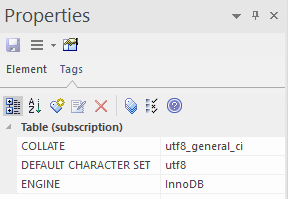 Properties
Element Tags
Table (subscription)
COLLATE utf8_general_ci
DEFAULT CHARACTER SET utf8
ENGINE InnoDB